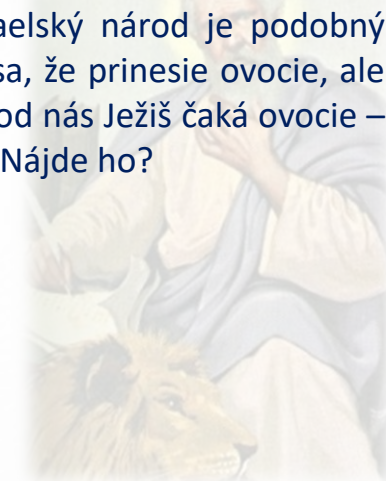 aelský národ je podobný
sa, že prinesie ovocie, ale
od nás Ježiš čaká ovocie –
Nájde ho?